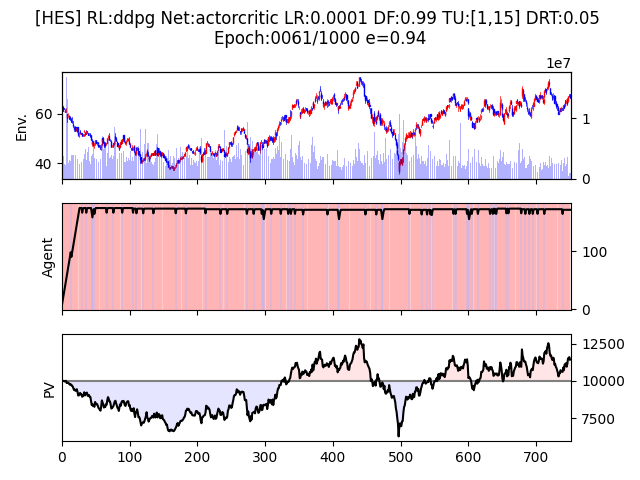 [HES] RL:ddpg Net:actorcritic LR:0.0001 DF:0.99 TU:[1,15] DRT:0.05
Epoch:0061/1000 e=0.94
1e7
Env.
60
40
1
0
Agent
100
0
PV
12500
10000
7500
0 100 200 300 400 500 600 700